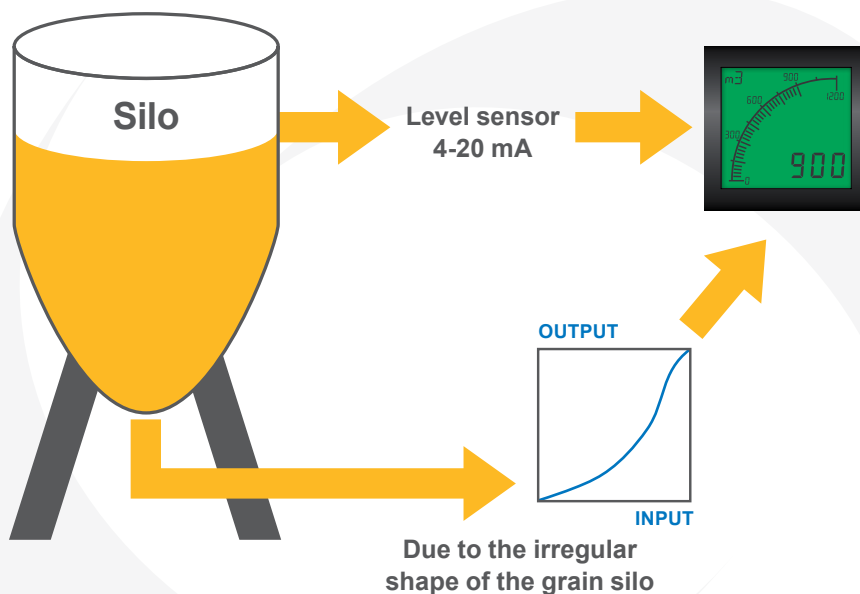 Silo
Level sensor
4-20 mA
m3
0
300
600
900
1200
900
OUTPUT
INPUT
Due to the irregular
shape of the grain silo